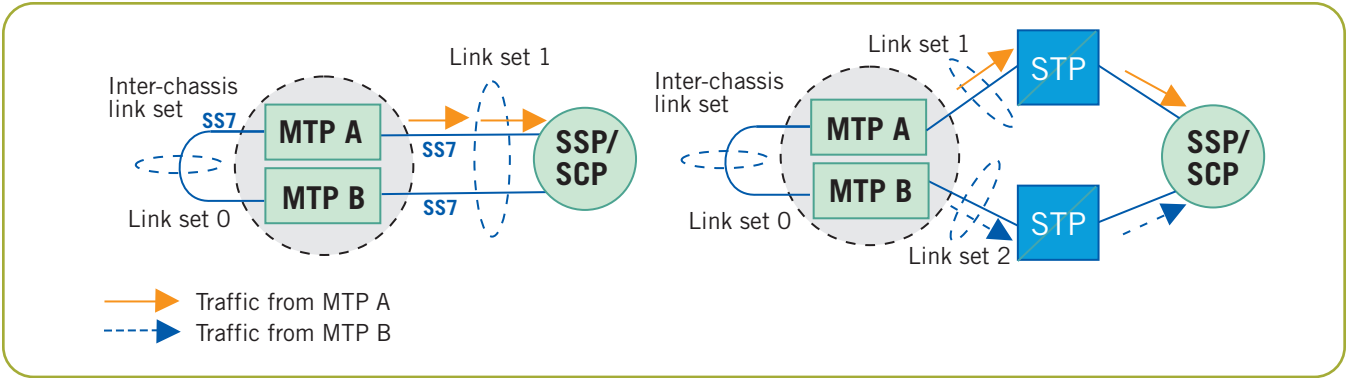 Link set 1
Inter-chassis
link set
SS7
MTP A
SS7
SSP/
SCP
MTP B
SS7
Link set 0
Link set 1
STP
Inter-chassis
link set
MTP A
SSP/
SCP
MTP B
STP
Link set 0
Link set 2
Traffic from MTP A
Traffic from MTP B